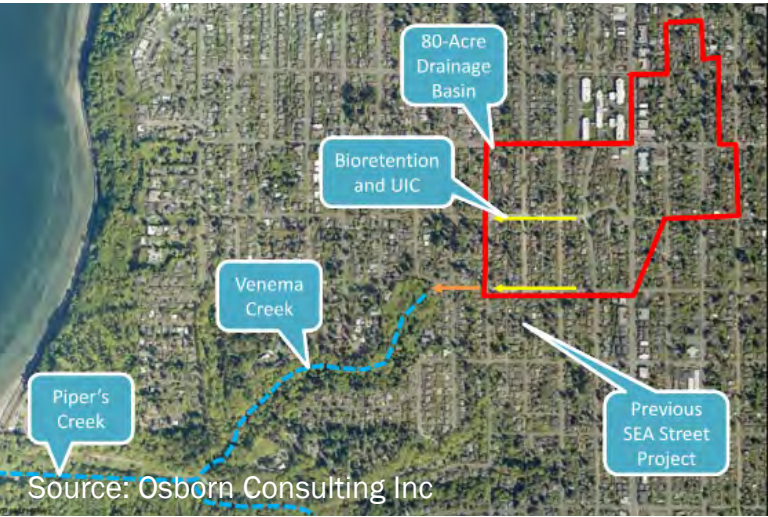 80-Acre
Drainage
Basin
Bioretention
and UIC
Venema
Creek
Piper's
Creek
Previous
SEA Street
Project
Source: Osborn Consulting Inc